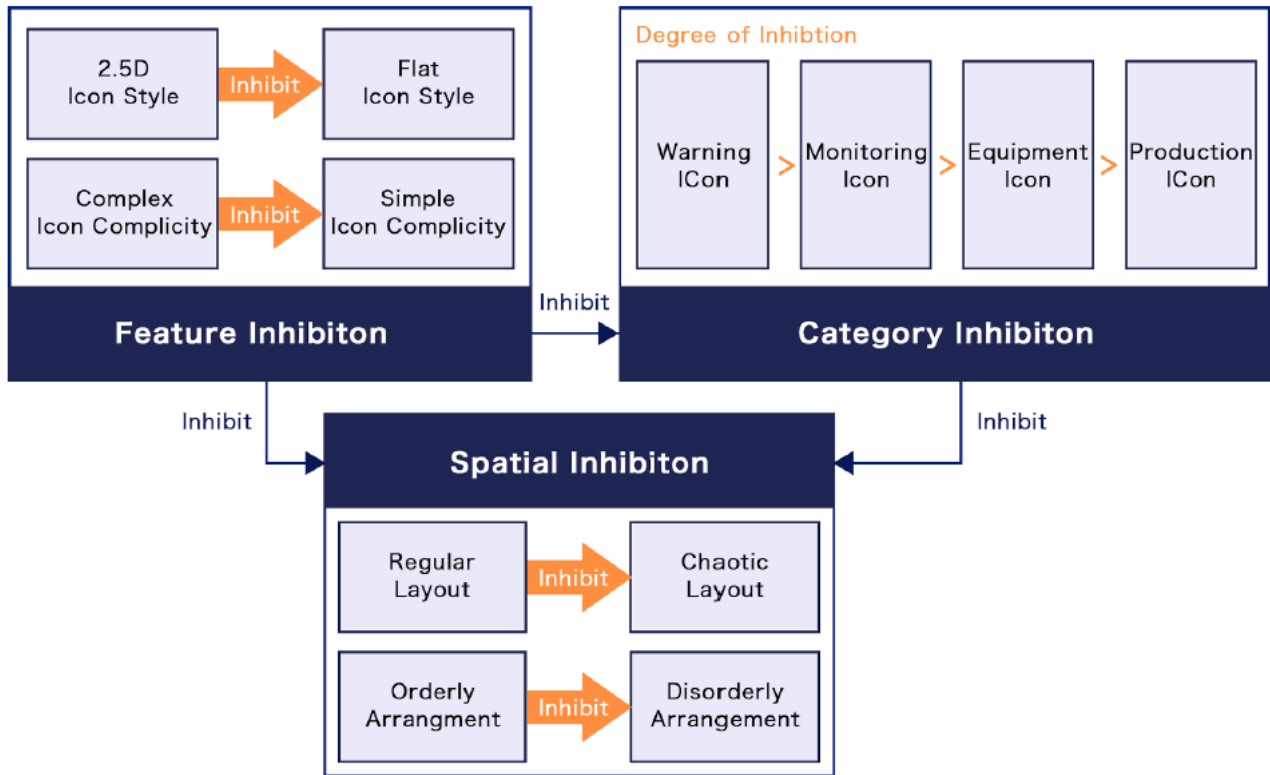 2.5D
Icon Style
Inhibit
Flat
Icon Style
Complex
Icon Complicity
Inhibit
Simple
Icon Complicity
Feature Inhibiton
Inhibit
Degree of Inhibtion
Warning
ICon
>
Monitoring
Icon
>
Equipment
Icon
>
Production
ICon
Category Inhibiton
Inhibit
Inhibit
Spatial Inhibiton
Regular
Layout
Inhibit
Chaotic
Layout
Orderly
Arrangment
Inhibit
Disorderly
Arrangement